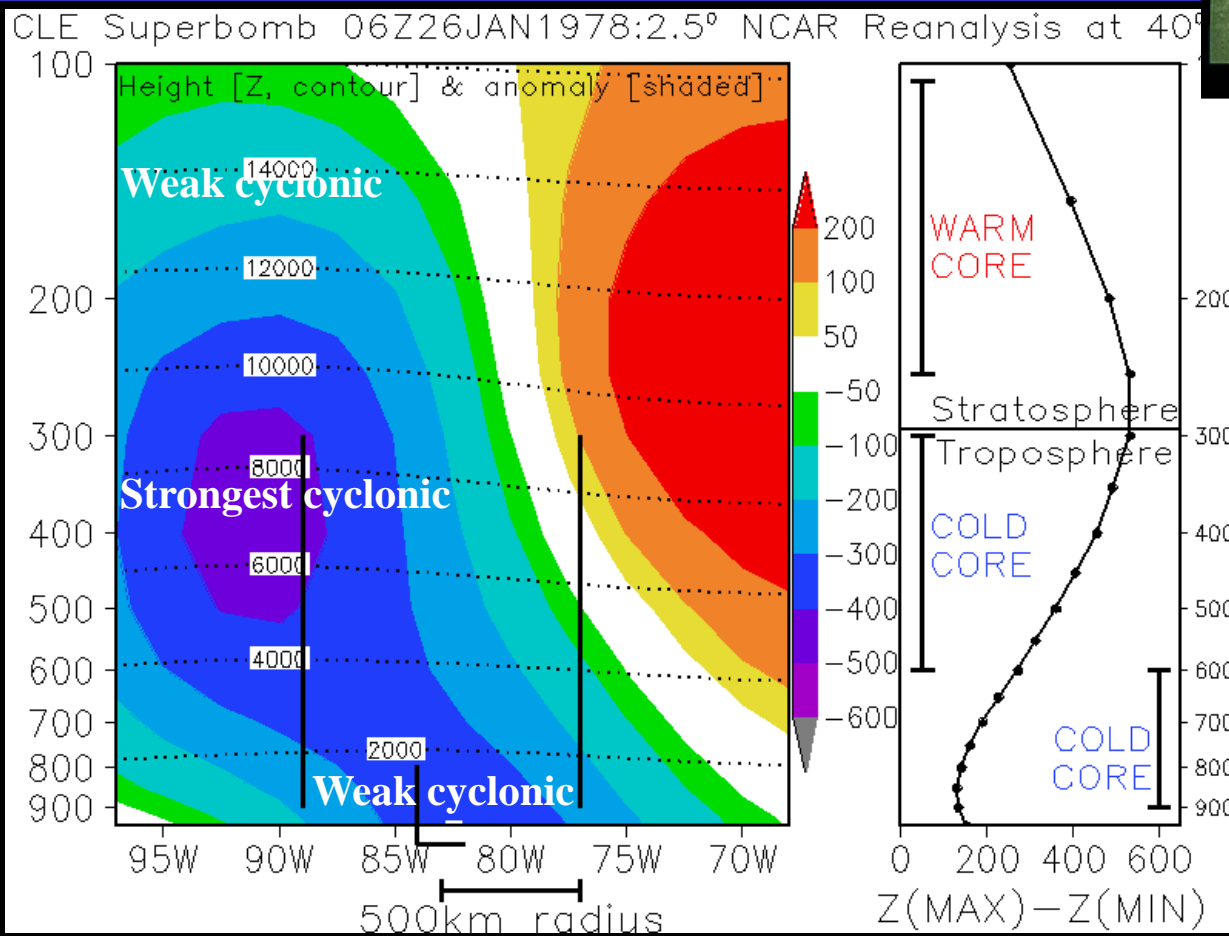 CLE Superbomb 06Z26JAN1978:2.5° NCAR Reanalysis at 40°
Height [Z, contour] & anomaly [shaded]
100
200
300
400
500
600
700
800
900
14000
Weak cyclonic
12000
10000
8000
Strongest cyclonic
6000
4000
2000
Weak cyclonic
95W 90W 85W 80W 75W 70W
500km radius
200
100
50
-50
-100
-200
-300
-400
-500
-600
WARM
CORE
Stratosphere
Troposphere
COLD
CORE
COLD
CORE
200
300
400
500
600
700
800
900
0 200 400 600
Z(MAX)-Z(MIN)